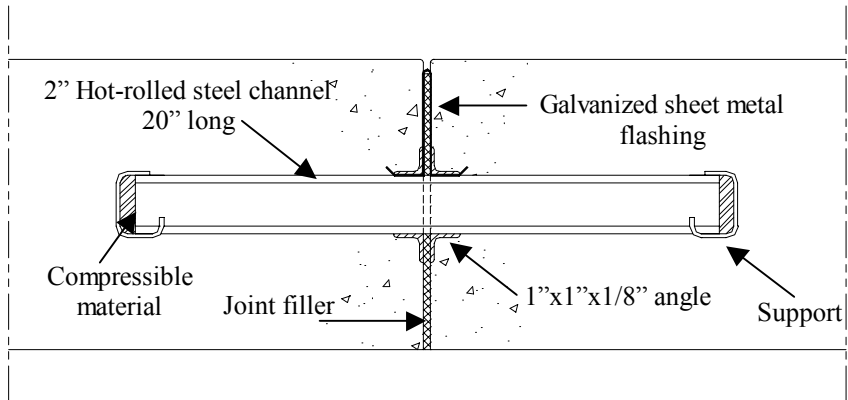 2” Hot-rolled steel channel
20” long
Galvanized sheet metal
flashing
Compressible
material
Joint filler
1”x1”x1/8” angle
Support